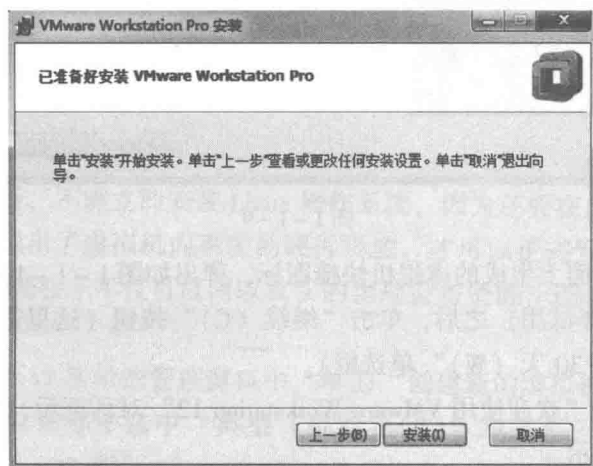 VMware Workstation Pro 安装
已准备好安装 VMware Workstation Pro
单击"安装"开始安装。单击"上一步"查看或更改任何安装设置。单击"取消"退出向
导。
上一步(B)
安装(I)
取消